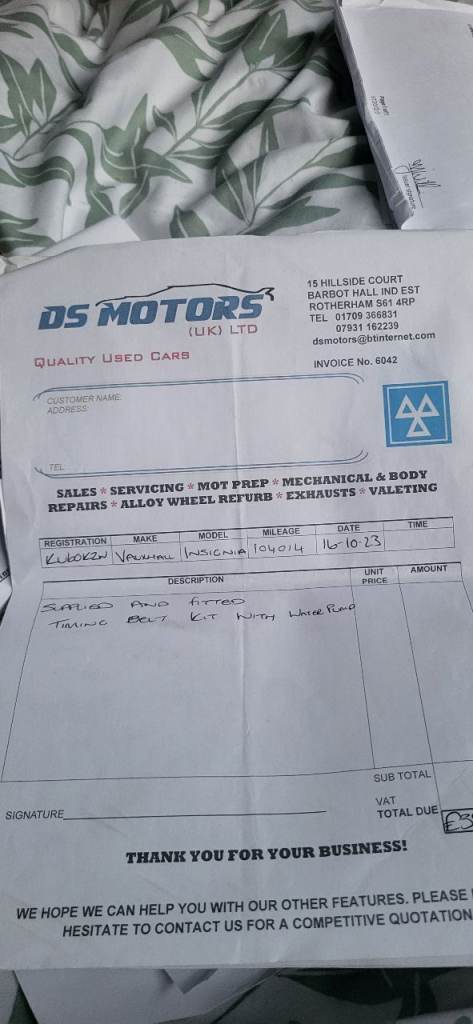 DS MOTORS
(UK) LTD
QUALITY USED CARS
15 HILLSIDE COURT
BARBOT HALL IND EST
ROTHERHAM S61 4RP
TEL 01709 366831
07931 162239
dsmotors@btinternet.com
INVOICE No. 6042
CUSTOMER NAME:
ADDRESS:
TEL
SALES * SERVICING * MOT PREP * MECHANICAL & BODY
REPAIRS * ALLOY WHEEL REFURB * EXHAUSTS * VALETING
REGISTRATION MAKE MODEL MILEAGE DATE TIME
VAUXHALL INSIGNIA 104014 16-10-23
DESCRIPTION UNIT PRICE AMOUNT
SUPPLIED AND FITTED
TIMING BELT KIT WITH WATER PUMP
SUB TOTAL
VAT
TOTAL DUE
SIGNATURE
THANK YOU FOR YOUR BUSINESS!
WE HOPE WE CAN HELP YOU WITH OUR OTHER FEATURES. PLEASE
HESITATE TO CONTACT US FOR A COMPETITIVE QUOTATION